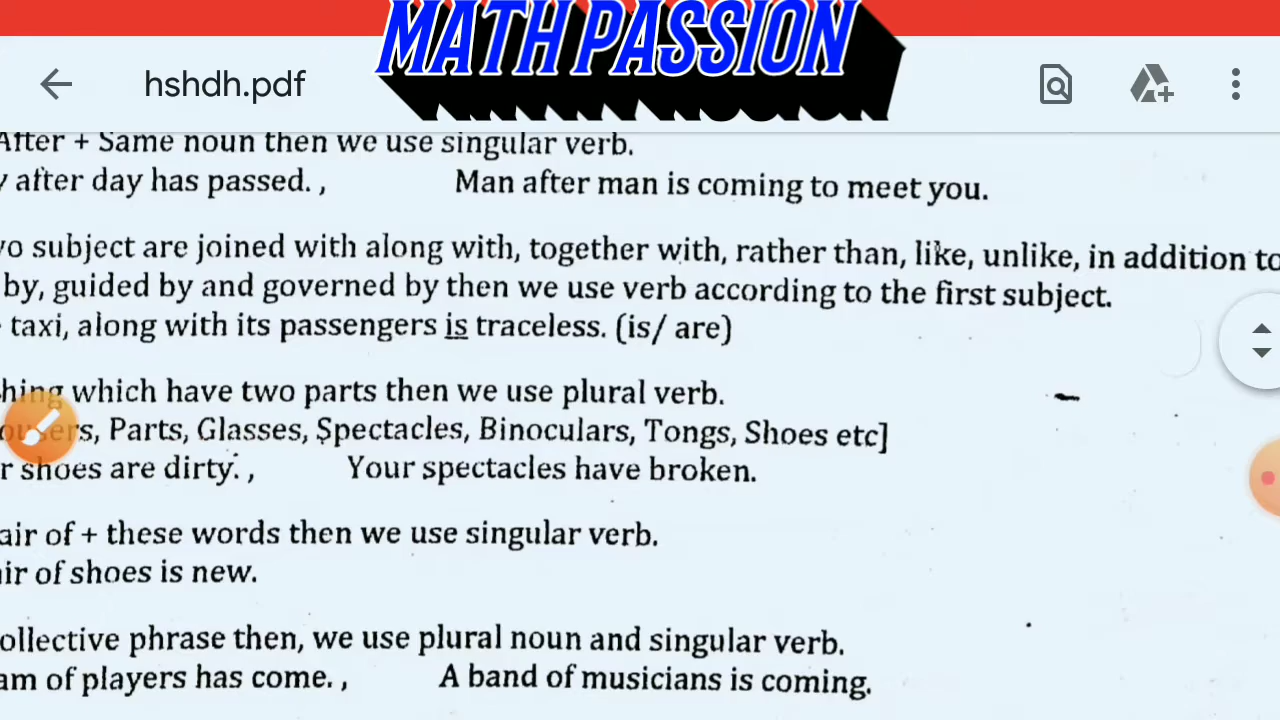 MATH PASSION
hshdh.pdf
After + Same noun then we use singular verb.
after day has passed. , Man after man is coming to meet you.
subject are joined with along with, together with, rather than, like, unlike, in addition to
by, guided by and governed by then we use verb according to the first subject.
taxi, along with its passengers is traceless. (is/ are)
which have two parts then we use plural verb.
Parts, Glasses, Spectacles, Binoculars, Tongs, Shoes etc]
shoes are dirty. , Your spectacles have broken.
of + these words then we use singular verb.
of shoes is new.
ollective phrase then, we use plural noun and singular verb.
of players has come. , A band of musicians is coming.